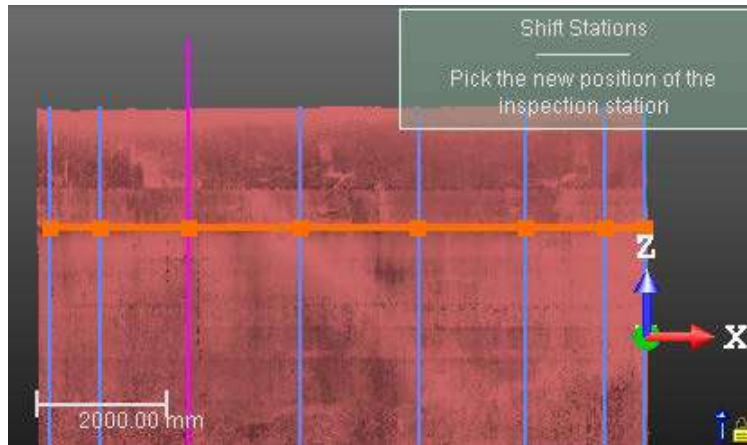 Shift Stations
Pick the new position of the
inspection station
Z
X
2000.00 mm